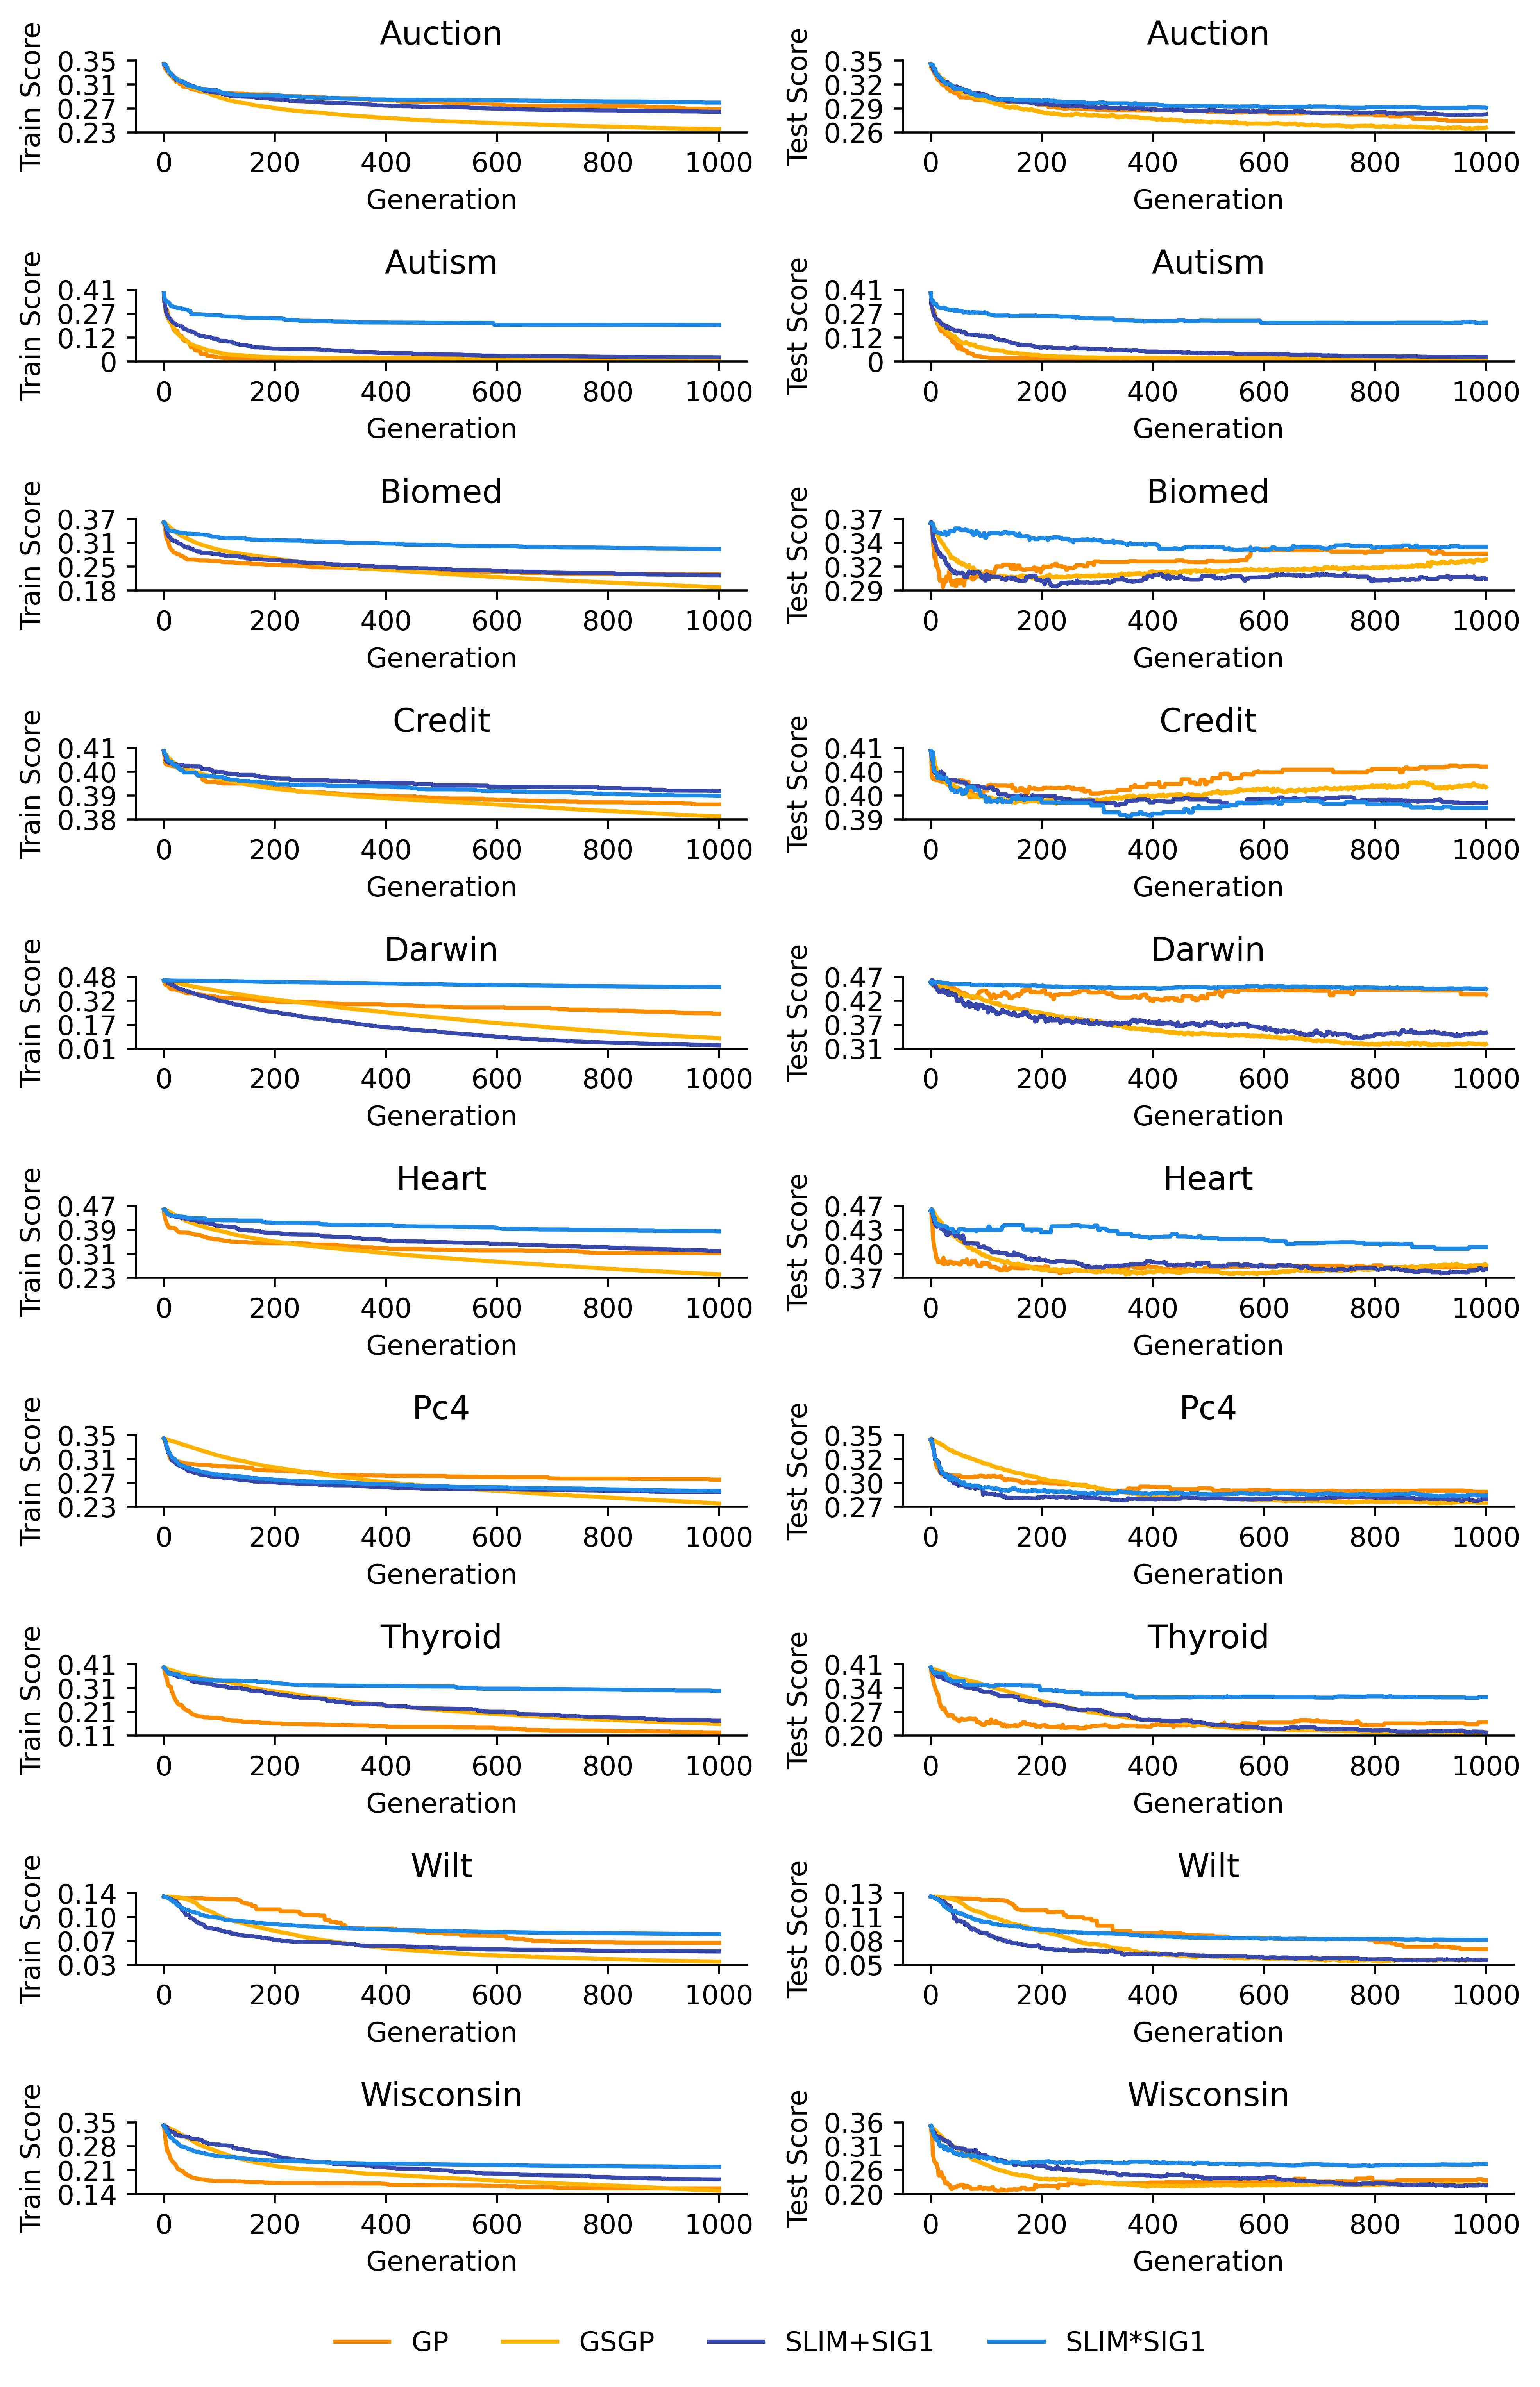 Auction
Train Score
0.35
0.31
0.27
0.23
0 200 400 600 800 1000
Generation
Auction
Test Score
0.35
0.32
0.29
0.26
0 200 400 600 800 1000
Generation
Autism
Train Score
0.41
0.27
0.12
0
0 200 400 600 800 1000
Generation
Autism
Test Score
0.41
0.27
0.12
0
0 200 400 600 800 1000
Generation
Biomed
Train Score
0.37
0.31
0.25
0.18
0 200 400 600 800 1000
Generation
Biomed
Test Score
0.37
0.34
0.32
0.29
0 200 400 600 800 1000
Generation
Credit
Train Score
0.41
0.40
0.39
0.38
0 200 400 600 800 1000
Generation
Credit
Test Score
0.41
0.40
0.40
0.39
0 200 400 600 800 1000
Generation
Darwin
Train Score
0.48
0.32
0.17
0.01
0 200 400 600 800 1000
Generation
Darwin
Test Score
0.47
0.42
0.37
0.31
0 200 400 600 800 1000
Generation
Heart
Train Score
0.47
0.39
0.31
0.23
0 200 400 600 800 1000
Generation
Heart
Test Score
0.47
0.43
0.40
0.37
0 200 400 600 800 1000
Generation
Pc4
Train Score
0.35
0.31
0.27
0.23
0 200 400 600 800 1000
Generation
Pc4
Test Score
0.35
0.32
0.30
0.27
0 200 400 600 800 1000
Generation
Thyroid
Train Score
0.41
0.31
0.21
0.11
0 200 400 600 800 1000
Generation
Thyroid
Test Score
0.41
0.34
0.27
0.20
0 200 400 600 800 1000
Generation
Wilt
Train Score
0.14
0.10
0.07
0.03
0 200 400 600 800 1000
Generation
Wilt
Test Score
0.13
0.11
0.08
0.05
0 200 400 600 800 1000
Generation
Wisconsin
Train Score
0.35
0.28
0.21
0.14
0 200 400 600 800 1000
Generation
Wisconsin
Test Score
0.36
0.31
0.26
0.20
0 200 400 600 800 1000
Generation
GP GSGP SLIM+SIG1 SLIM*SIG1